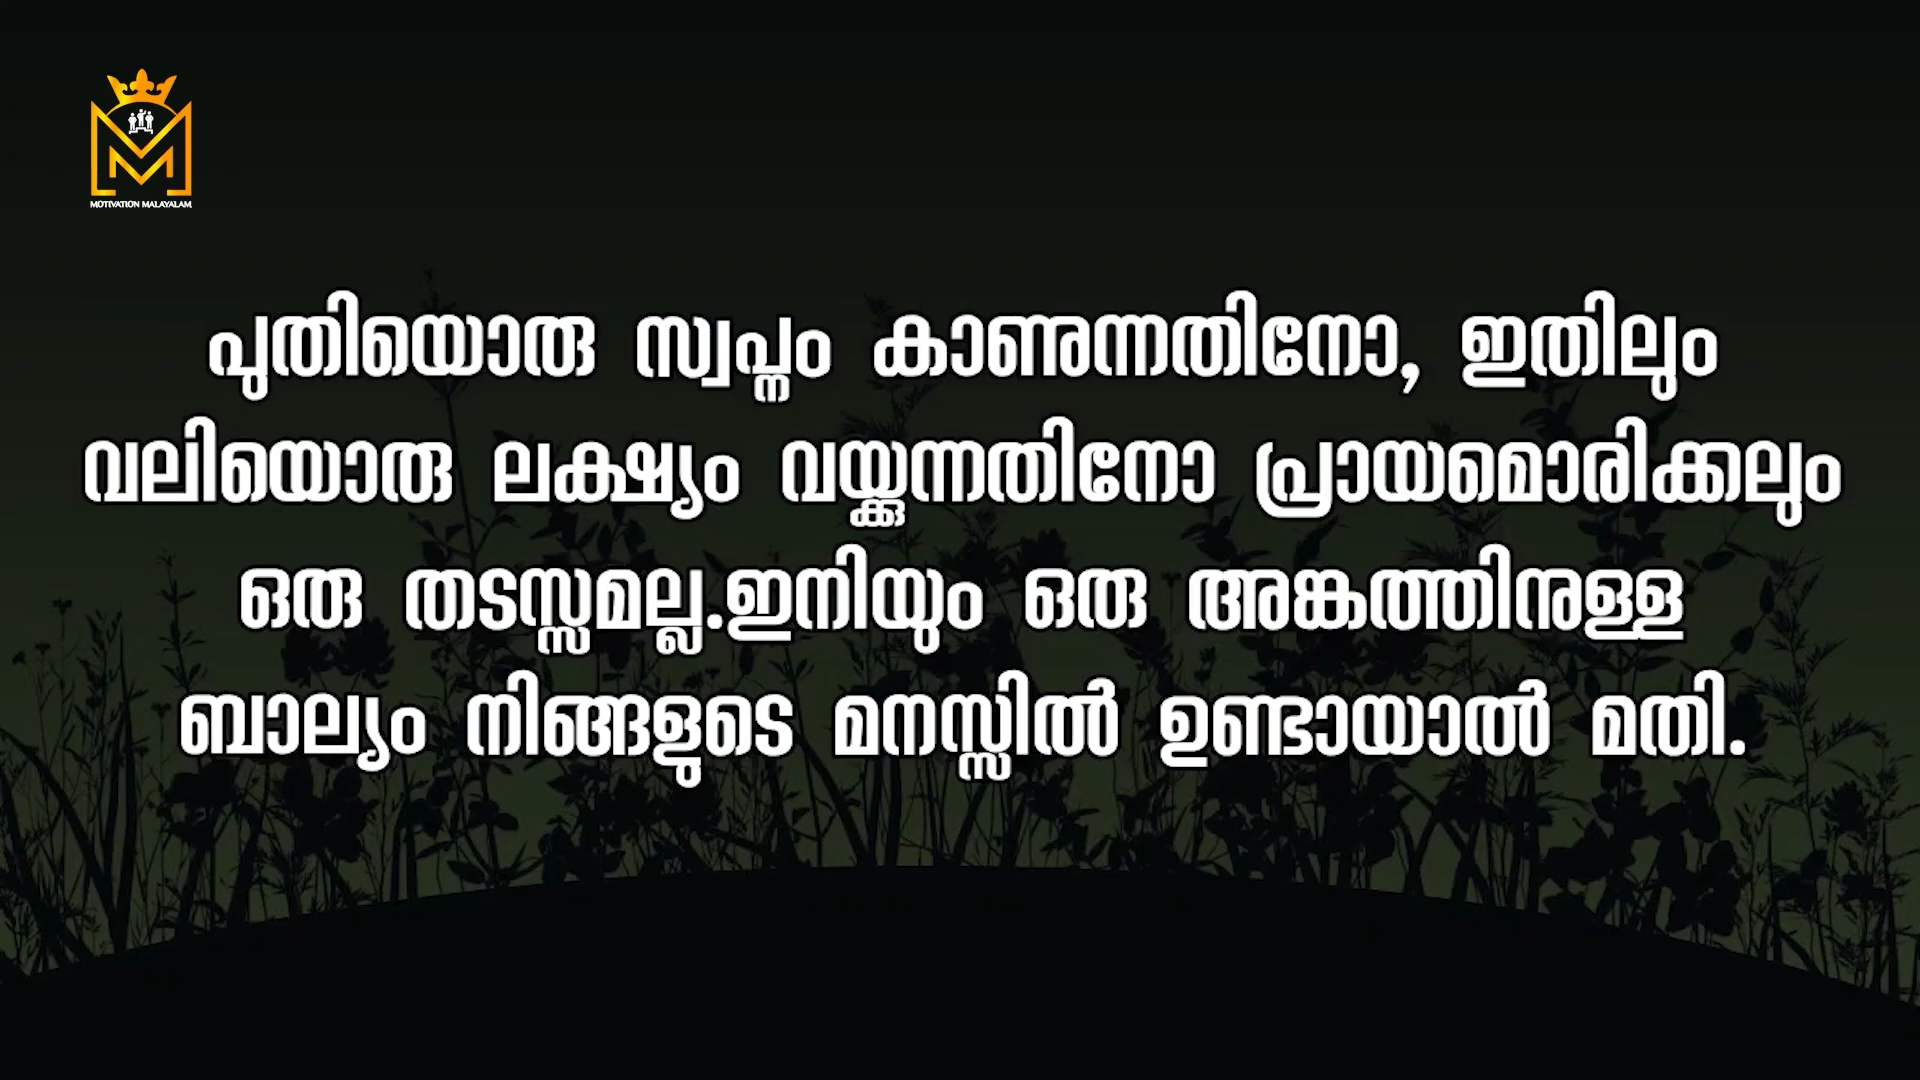 MOTIVATION MALAYALAM
പുതിയൊരു സ്വപ്നം കാണുന്നതിനോ, ഇതിലും
വലിയൊരു ലക്ഷ്യം വയ്ക്കുന്നതിനോ പ്രായമൊരിക്കലും
ഒരു തടസ്സമല്ല.ഇനിയും ഒരു അങ്കത്തിനുള്ള
ബാല്യം നിങ്ങളുടെ മനസ്സിൽ ഉണ്ടായാൽ മതി.